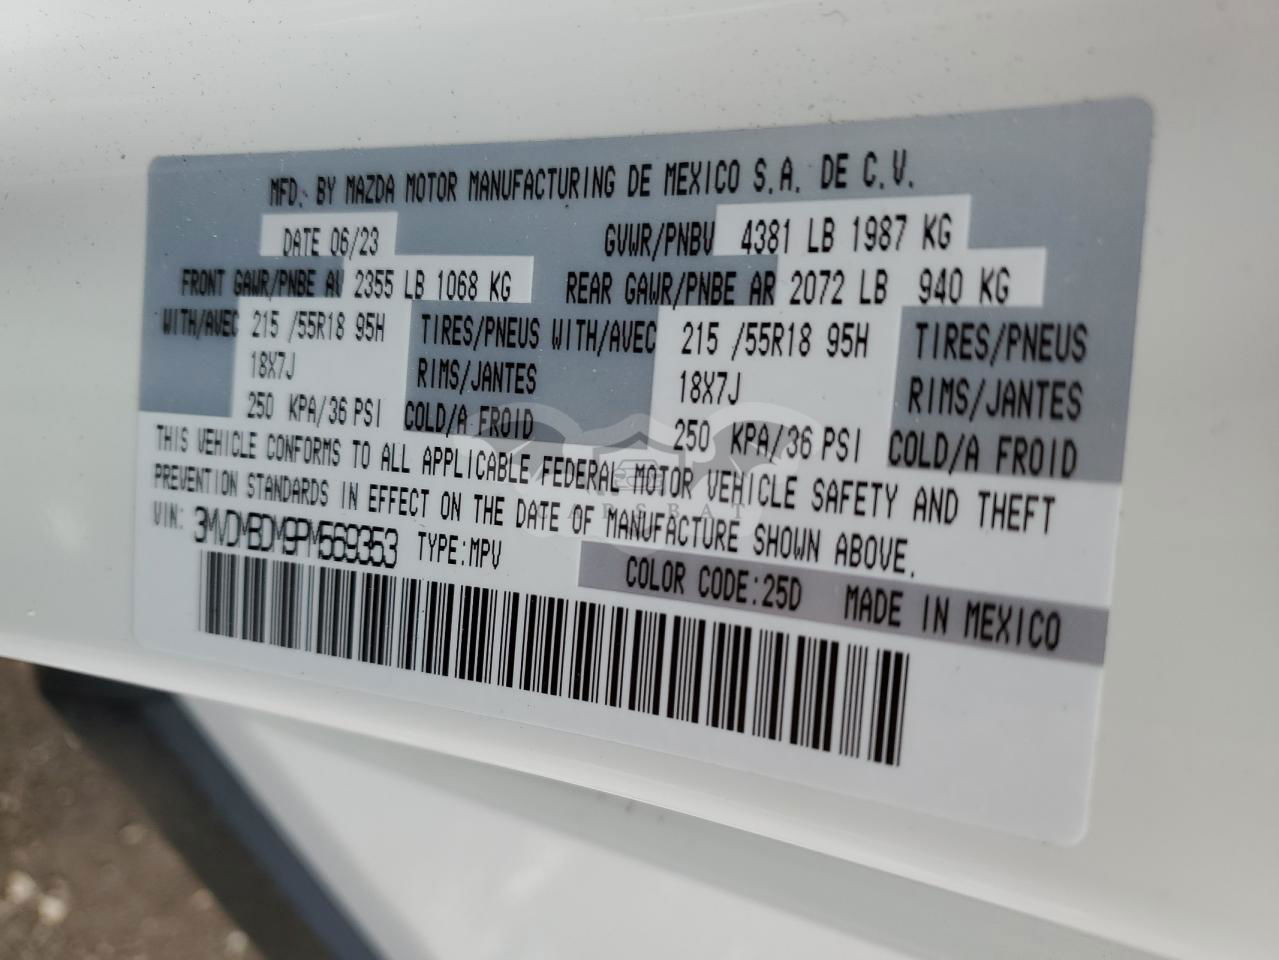 MFD. BY MAZDA MOTOR MANUFACTURING DE MEXICO S.A. DE C.V.
DATE 06/23 GVWR/PNBV 4381 LB 1987 KG
FRONT GAWR/PNBE AV 2355 LB 1068 KG REAR GAWR/PNBE AR 2072 LB 940 KG
WITH/AVEC 215 /55R18 95H TIRES/PNEUS WITH/AVEC 215 /55R18 95H TIRES/PNEUS
18X7J RIMS/JANTES 18X7J RIMS/JANTES
250 KPA/36 PSI COLD/A FROID 250 KPA/36 PSI COLD/A FROID
THIS VEHICLE CONFORMS TO ALL APPLICABLE FEDERAL MOTOR VEHICLE SAFETY AND THEFT
PREVENTION STANDARDS IN EFFECT ON THE DATE OF MANUFACTURE SHOWN ABOVE.
VIN: 3MVDMBDM9PM569353 TYPE:MPV
COLOR CODE:25D MADE IN MEXICO